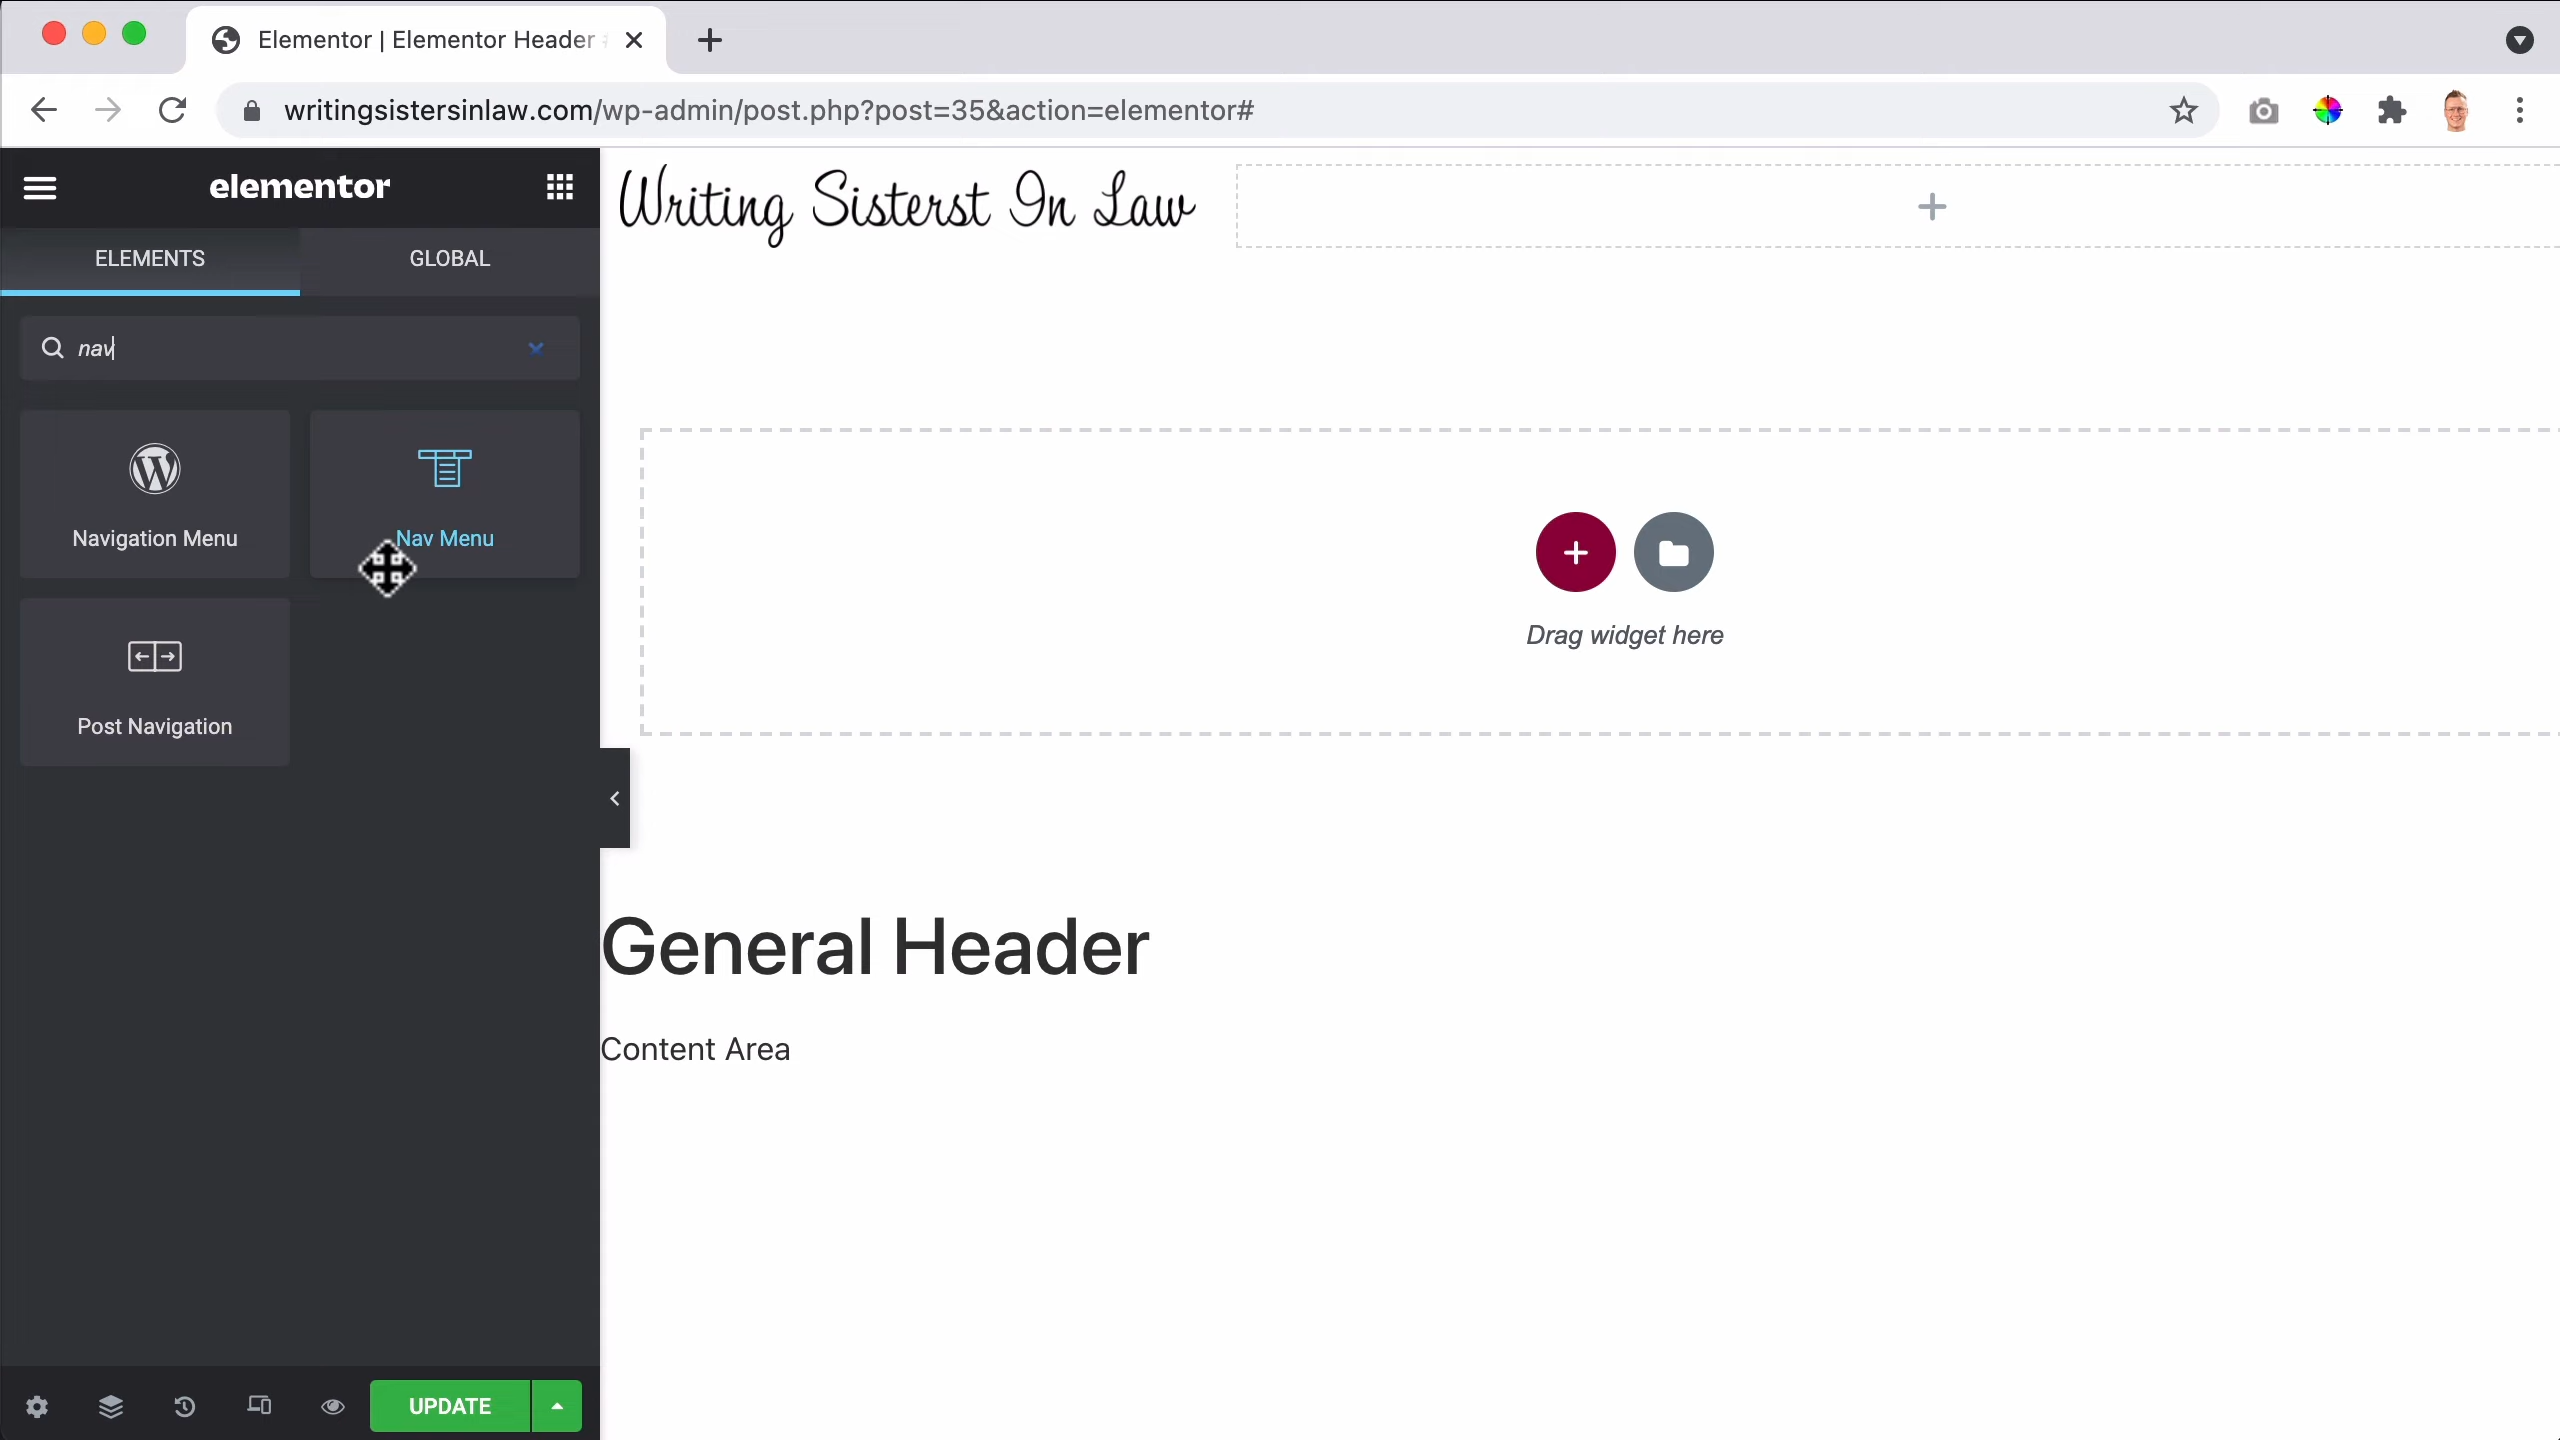 Elementor | Elementor Header
writingsistersinlaw.com/wp-admin/post.php?post=35&action=elementor#
elementor
ELEMENTS
GLOBAL
nav
Navigation Menu
Nav Menu
Post Navigation
UPDATE
Writing Sisterst In Law
Drag widget here
General Header
Content Area